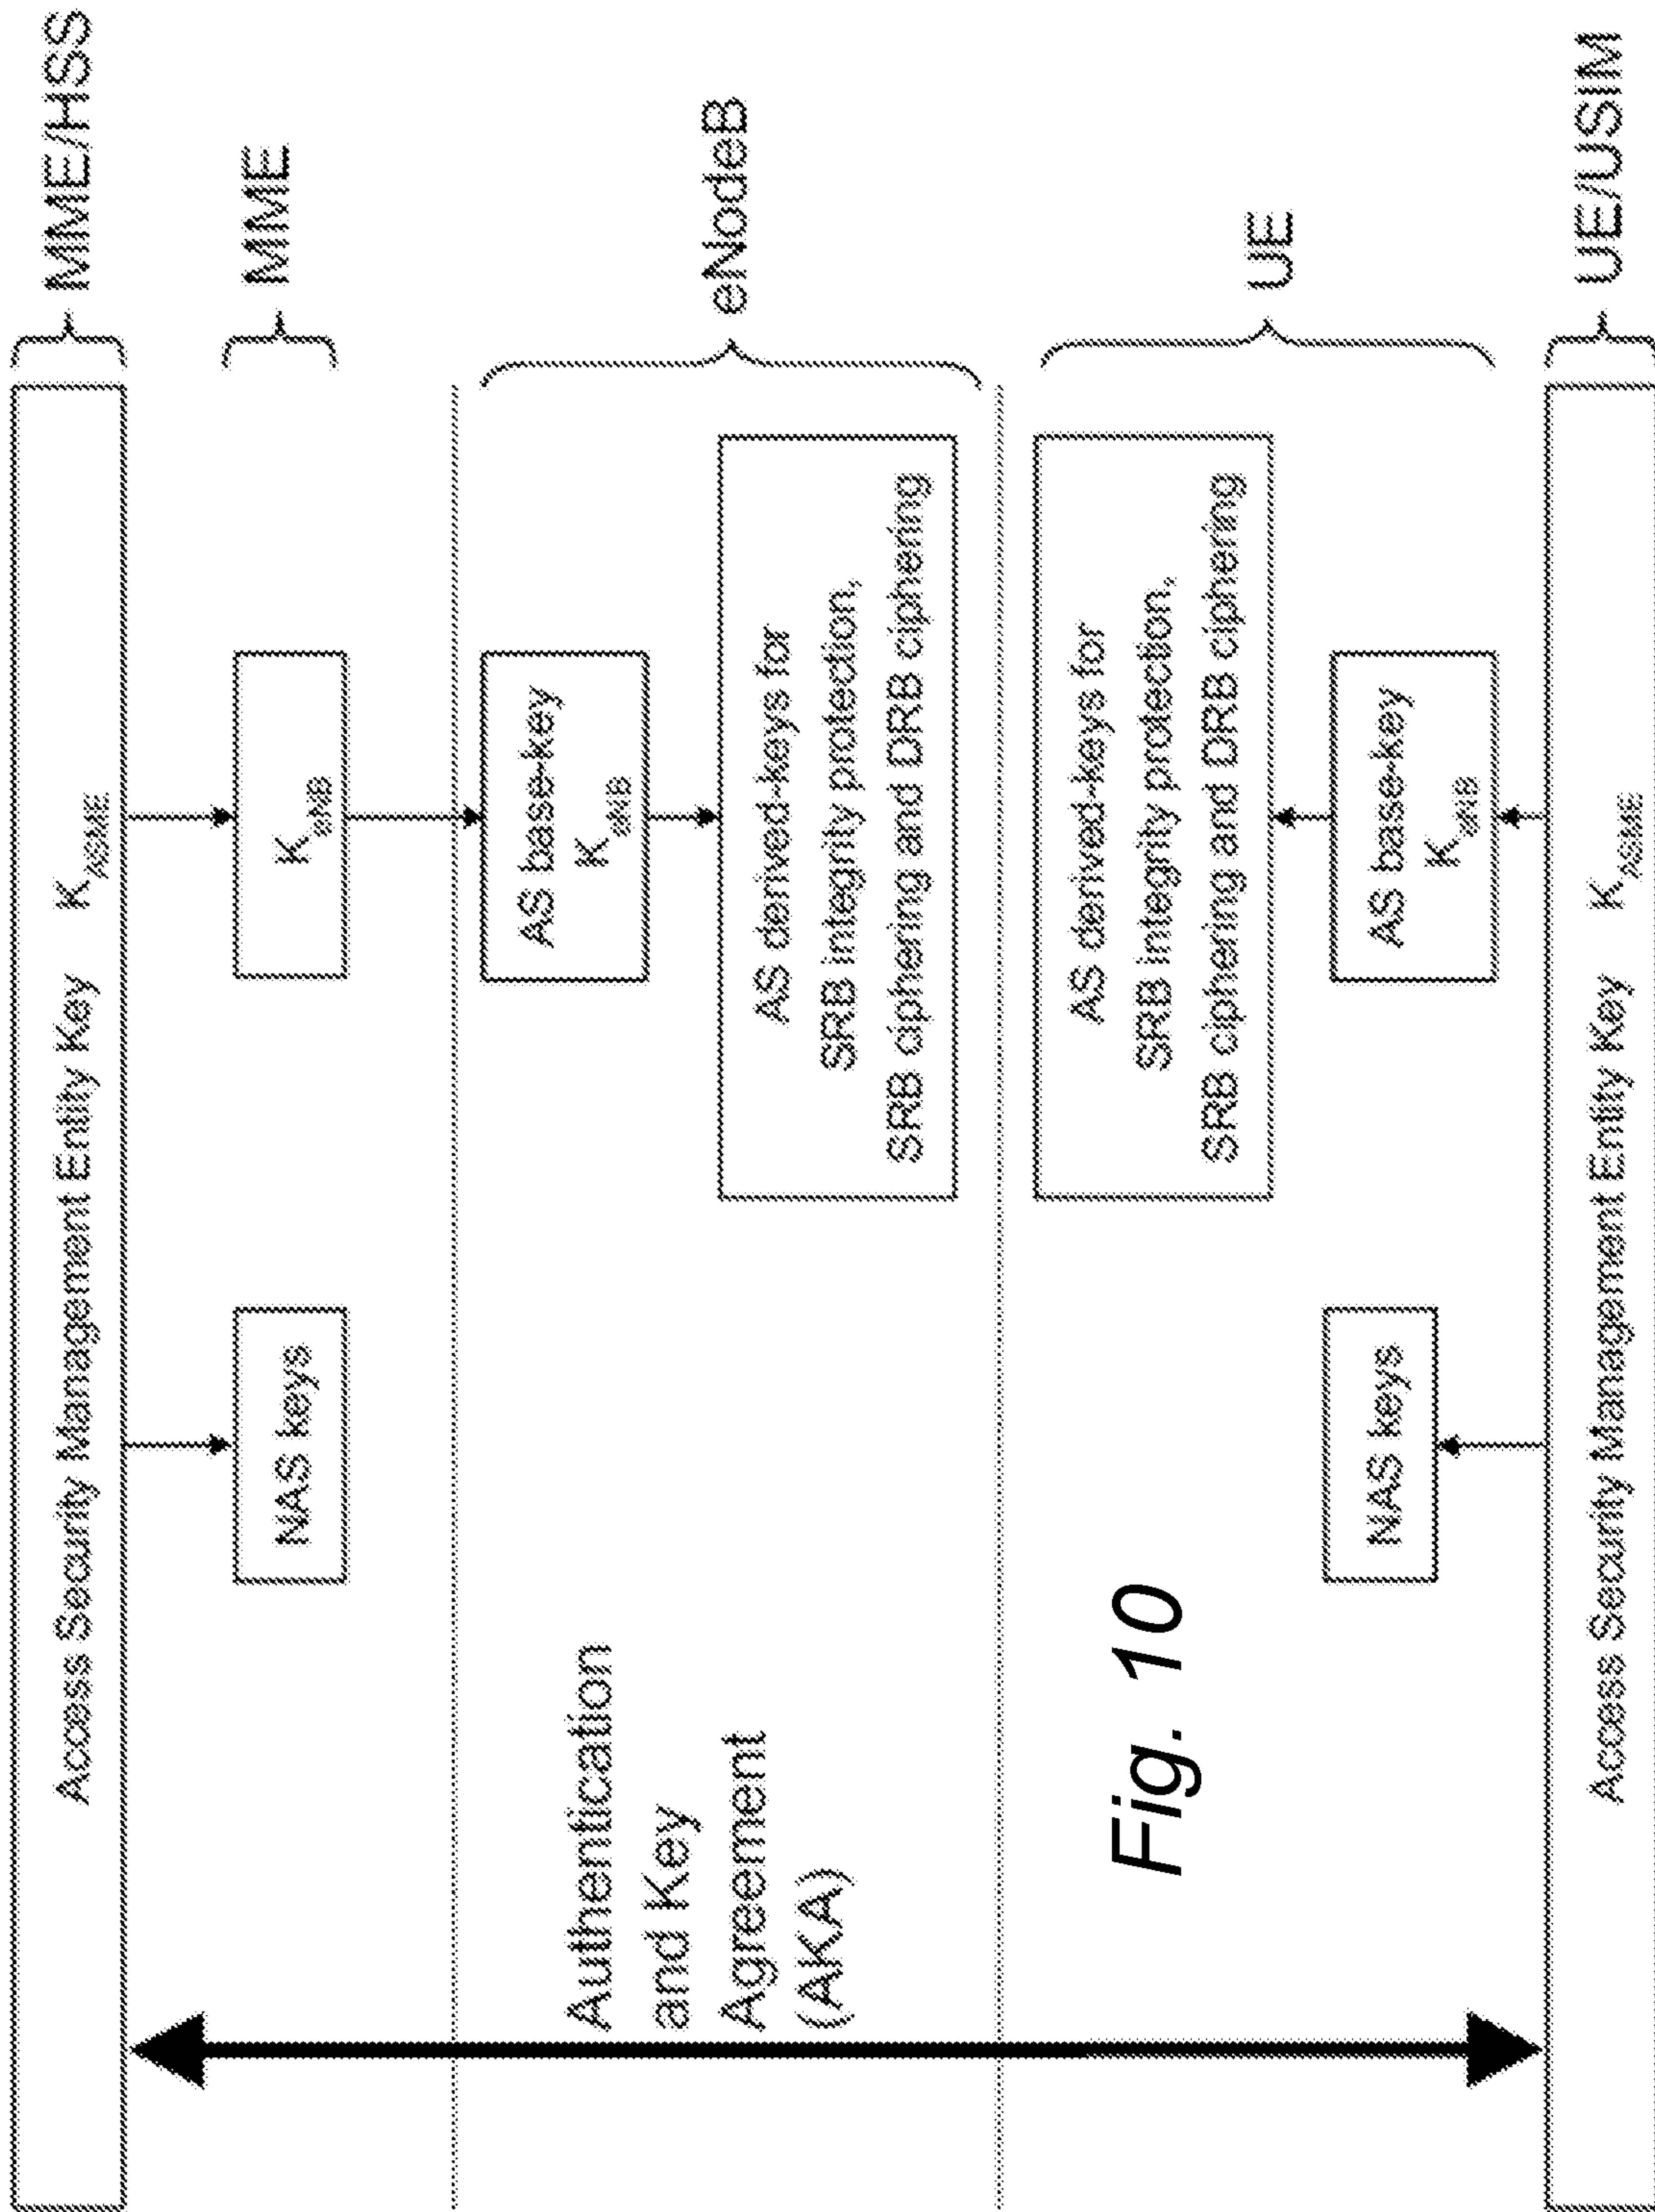 Access Security Management Entity Key K_ASME
MME/HSS
NAS keys
K_eNB
MME
Authentication
and Key
Agreement
(AKA)
AS base-key
K_eNB
AS derived-keys for
SRB integrity protection,
SRB ciphering and DRB ciphering
eNodeB
Fig. 10
AS derived-keys for
SRB integrity protection,
SRB ciphering and DRB ciphering
UE
NAS keys
AS base-key
K_eNB
Access Security Management Entity Key K_ASME
UE/USIM